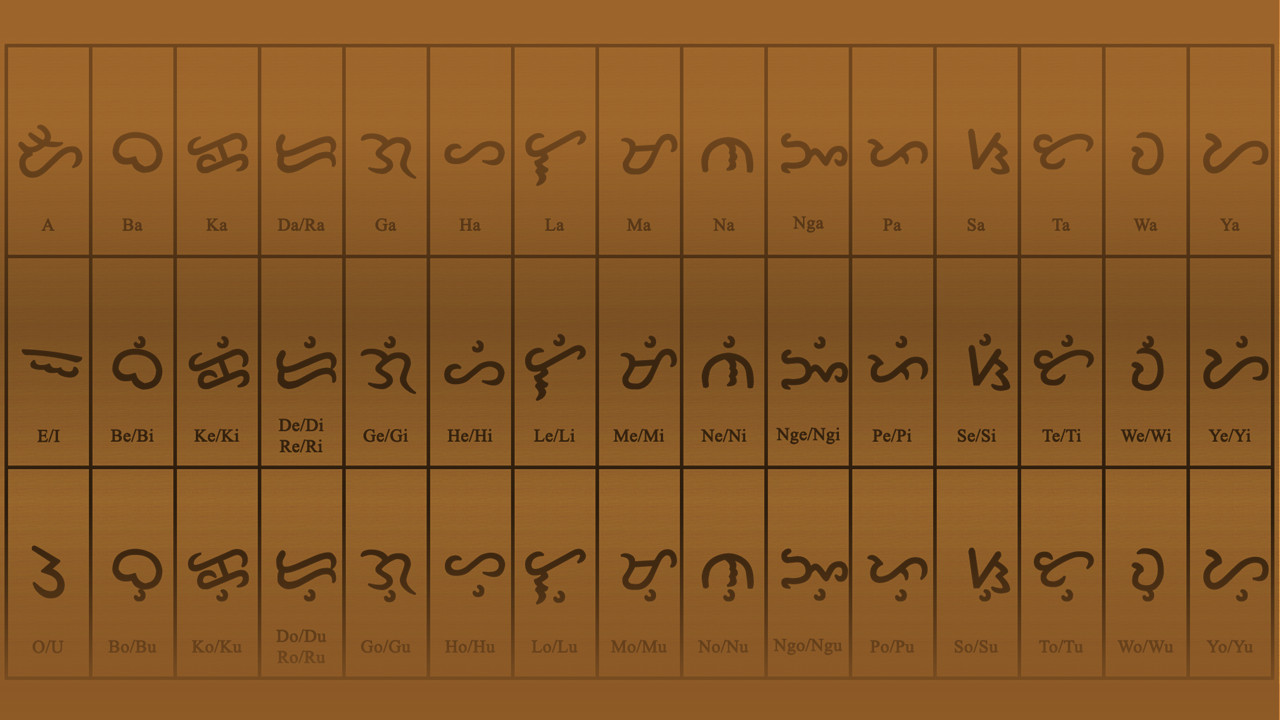 ᜀ ᜊ ᜃ ᜇ ᜄ ᜑ ᜎ ᜋ ᜈ ᜅ ᜉ ᜐ ᜆ ᜏ ᜌ
A Ba Ka Da/Ra Ga Ha La Ma Na Nga Pa Sa Ta Wa Ya
ᜁ ᜊᜒ ᜃᜒ ᜇᜒ ᜄᜒ ᜑᜒ ᜎᜒ ᜋᜒ ᜈᜒ ᜅᜒ ᜉᜒ ᜐᜒ ᜆᜒ ᜏᜒ ᜌᜒ
E/I Be/Bi Ke/Ki De/Di Ge/Gi He/Hi Le/Li Me/Mi Ne/Ni Nge/Ngi Pe/Pi Se/Si Te/Ti We/Wi Ye/Yi
Re/Ri
ᜂ ᜊᜓ ᜃᜓ ᜇᜓ ᜄᜓ ᜑᜓ ᜎᜓ ᜋᜓ ᜈᜓ ᜅᜓ ᜉᜓ ᜐᜓ ᜆᜓ ᜏᜓ ᜌᜓ
O/U Bo/Bu Ko/Ku Do/Du Go/Gu Ho/Hu Lo/Lu Mo/Mu No/Nu Ngo/Ngu Po/Pu So/Su To/Tu Wo/Wu Yo/Yu
Ro/Ru